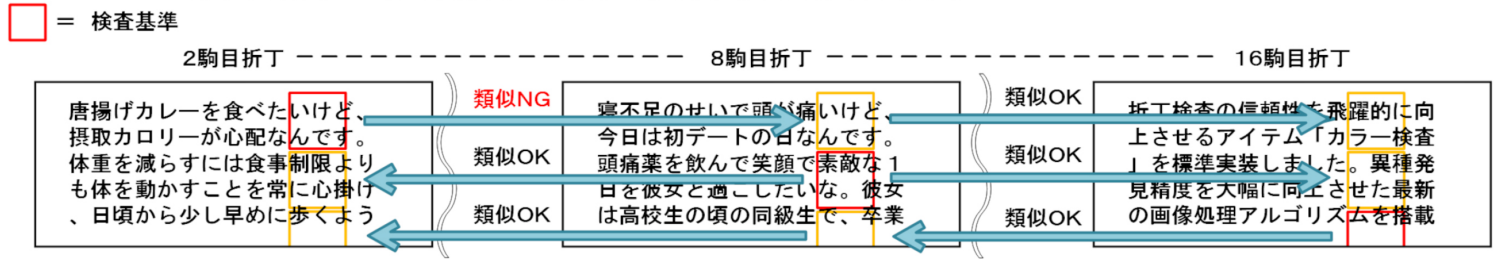 = 検査基準
2駒目折丁 8駒目折丁 16駒目折丁
唐揚げカレーを食べたいけど、
摂取カロリーが心配なんです。
体重を減らすには食事制限より
も体を動かすことを常に心掛け
、日頃から少し早めに歩くよう
類似NG
類似OK
類似OK
寝不足のせいで頭が痛いけど、
今日は初デートの日なんです。
頭痛薬を飲んで笑顔で素敵な1
日を彼女と過ごしたいな。彼女
は高校生の頃の同級生で、卒業
類似OK
類似OK
類似OK
折丁検査の信頼性を飛躍的に向
上させるアイテム「カラー検査
」を標準実装しました。異種発
見精度を大幅に向上させた最新
の画像処理アルゴリズムを搭載